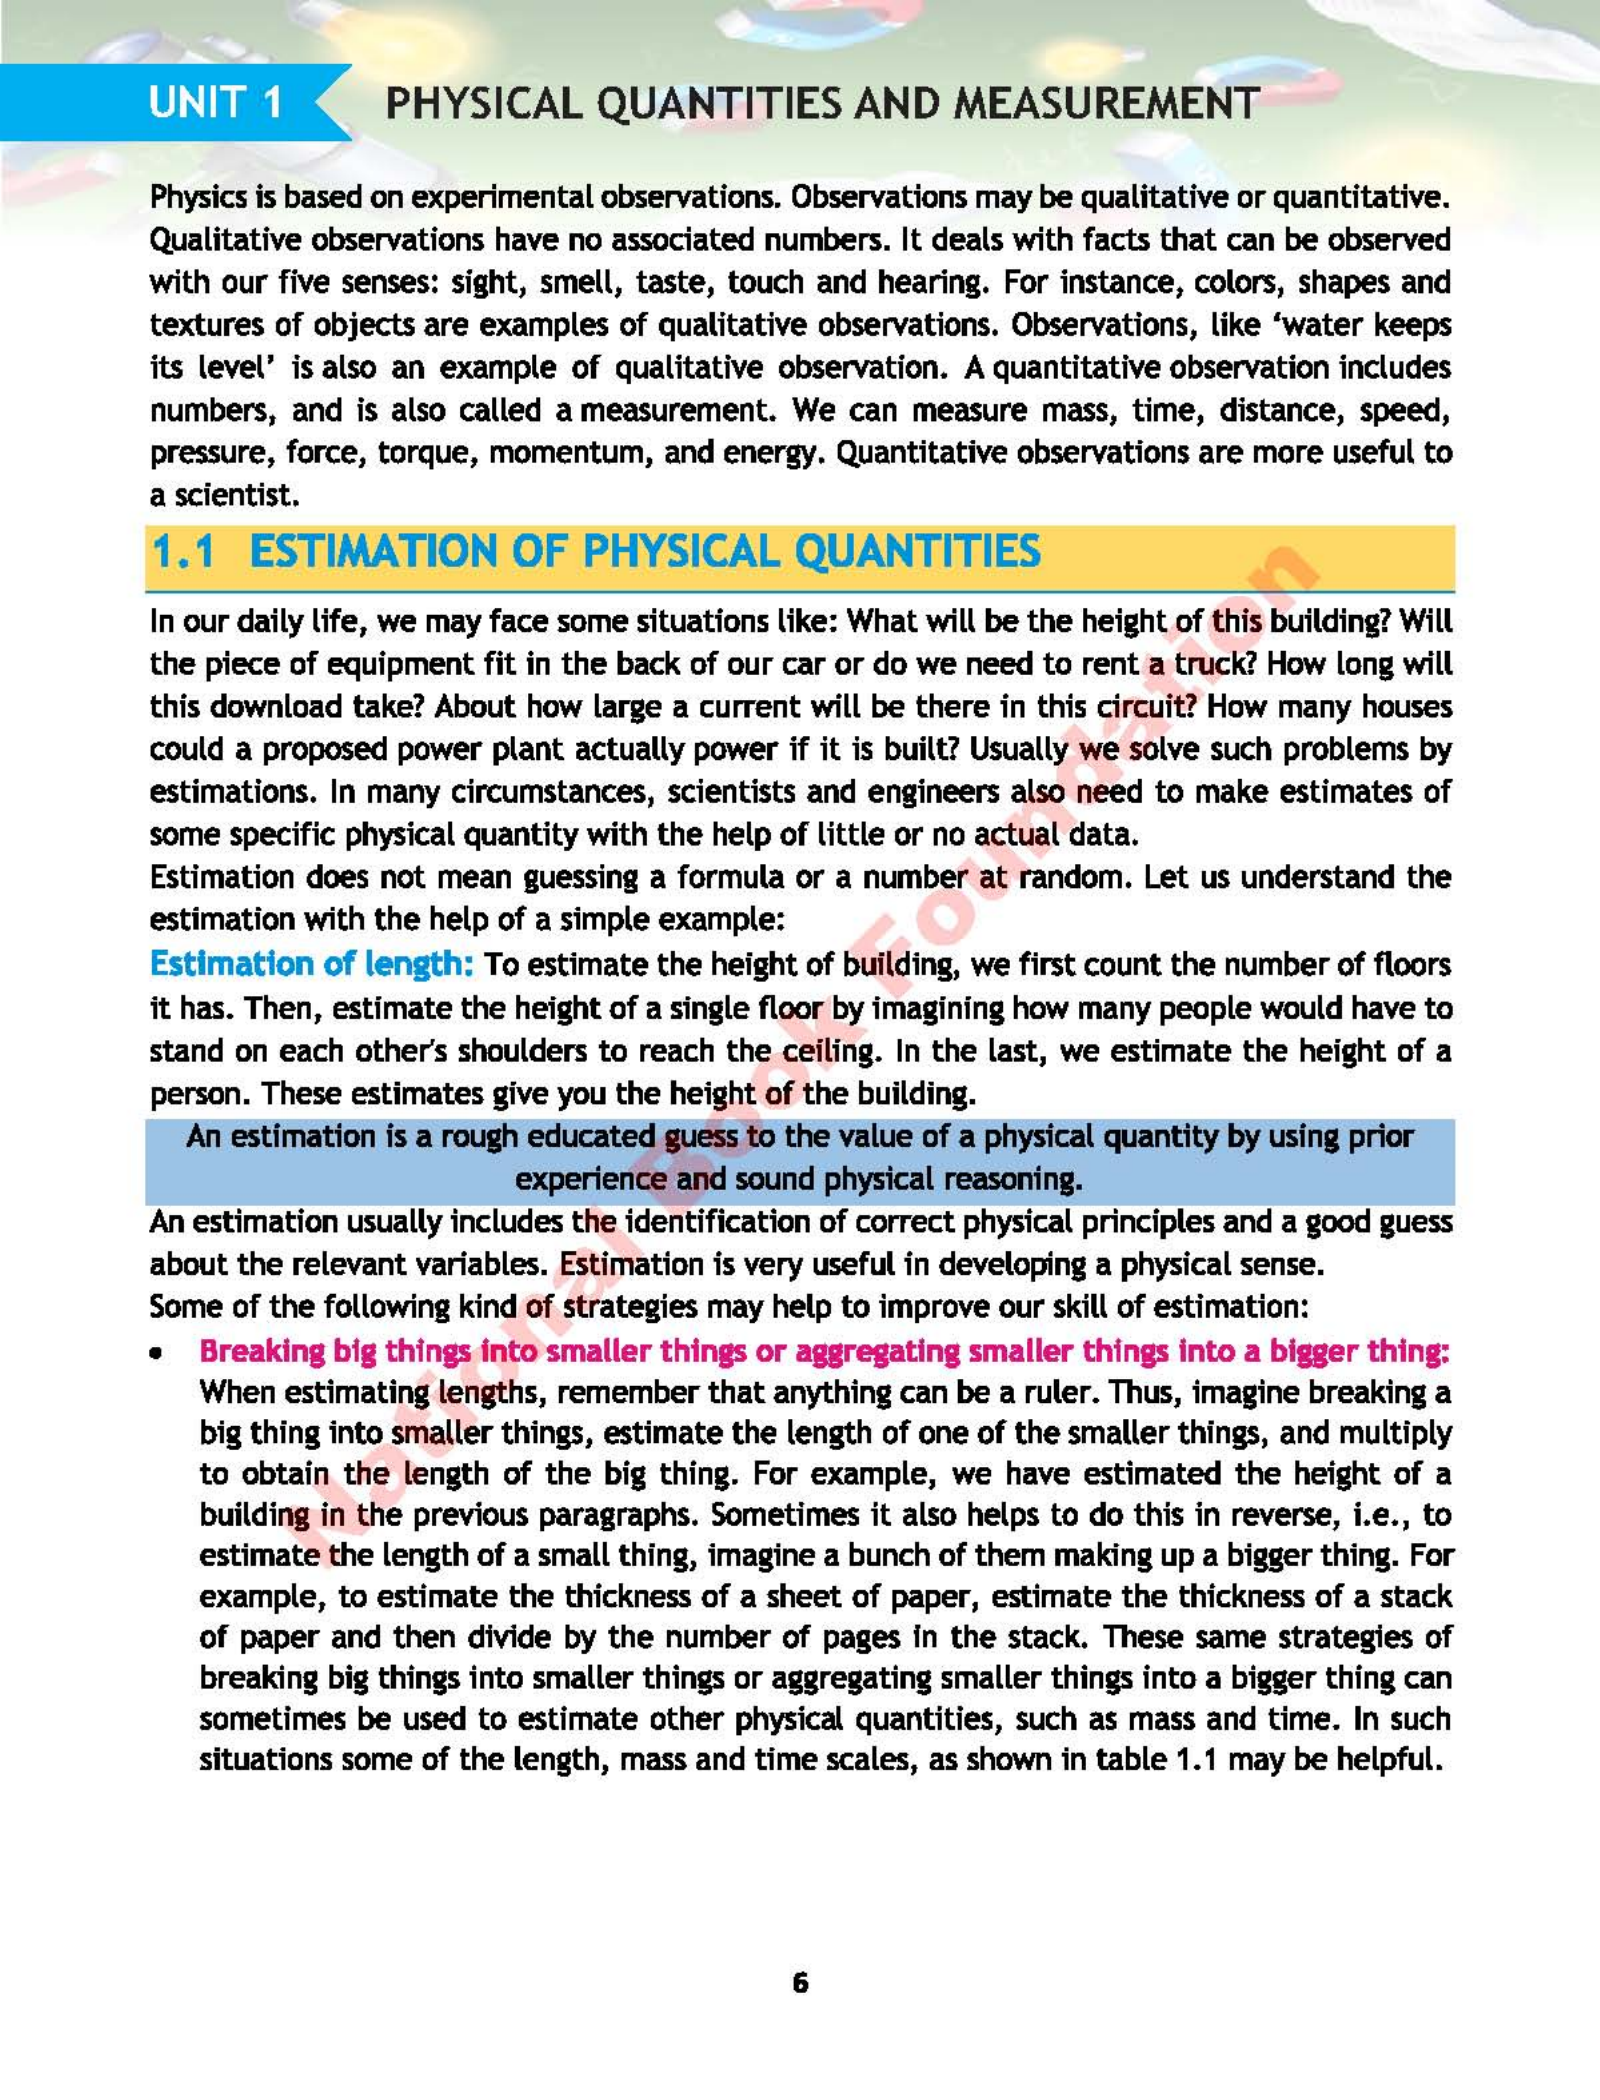 UNIT 1
PHYSICAL QUANTITIES AND MEASUREMENT
Physics is based on experimental observations. Observations may be qualitative or quantitative.
Qualitative observations have no associated numbers. It deals with facts that can be observed
with our five senses: sight, smell, taste, touch and hearing. For instance, colors, shapes and
textures of objects are examples of qualitative observations. Observations, like ‘water keeps
its level’ is also an example of qualitative observation. A quantitative observation includes
numbers, and is also called a measurement. We can measure mass, time, distance, speed,
pressure, force, torque, momentum, and energy. Quantitative observations are more useful to
a scientist.
1.1 ESTIMATION OF PHYSICAL QUANTITIES
In our daily life, we may face some situations like: What will be the height of this building? Will
the piece of equipment fit in the back of our car or do we need to rent a truck? How long will
this download take? About how large a current will be there in this circuit? How many houses
could a proposed power plant actually power if it is built? Usually we solve such problems by
estimations. In many circumstances, scientists and engineers also need to make estimates of
some specific physical quantity with the help of little or no actual data.
Estimation does not mean guessing a formula or a number at random. Let us understand the
estimation with the help of a simple example:
Estimation of length: To estimate the height of building, we first count the number of floors
it has. Then, estimate the height of a single floor by imagining how many people would have to
stand on each other's shoulders to reach the ceiling. In the last, we estimate the height of a
person. These estimates give you the height of the building.
An estimation is a rough educated guess to the value of a physical quantity by using prior
experience and sound physical reasoning.
An estimation usually includes the identification of correct physical principles and a good guess
about the relevant variables. Estimation is very useful in developing a physical sense.
Some of the following kind of strategies may help to improve our skill of estimation:
• Breaking big things into smaller things or aggregating smaller things into a bigger thing:
When estimating lengths, remember that anything can be a ruler. Thus, imagine breaking a
big thing into smaller things, estimate the length of one of the smaller things, and multiply
to obtain the length of the big thing. For example, we have estimated the height of a
building in the previous paragraphs. Sometimes it also helps to do this in reverse, i.e., to
estimate the length of a small thing, imagine a bunch of them making up a bigger thing. For
example, to estimate the thickness of a sheet of paper, estimate the thickness of a stack
of paper and then divide by the number of pages in the stack. These same strategies of
breaking big things into smaller things or aggregating smaller things into a bigger thing can
sometimes be used to estimate other physical quantities, such as mass and time. In such
situations some of the length, mass and time scales, as shown in table 1.1 may be helpful.
National Book Foundation
6